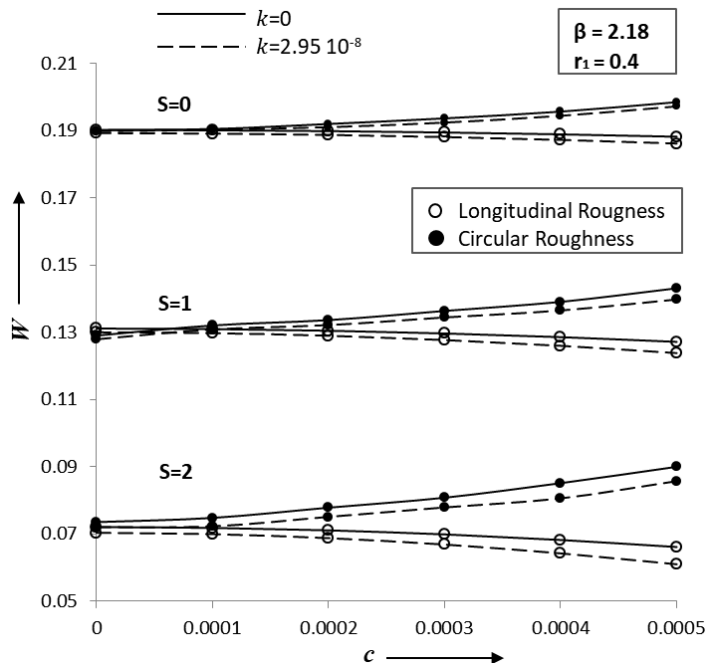 k=0
k=2.95 10⁻⁸
β = 2.18
r₁ = 0.4
0.21
S=0
0.19
0.17
Longitudinal Rougness
Circular Roughness
0.15
W
S=1
0.13
0.11
0.09
S=2
0.07
0.05
0 0.0001 0.0002 0.0003 0.0004 0.0005
c